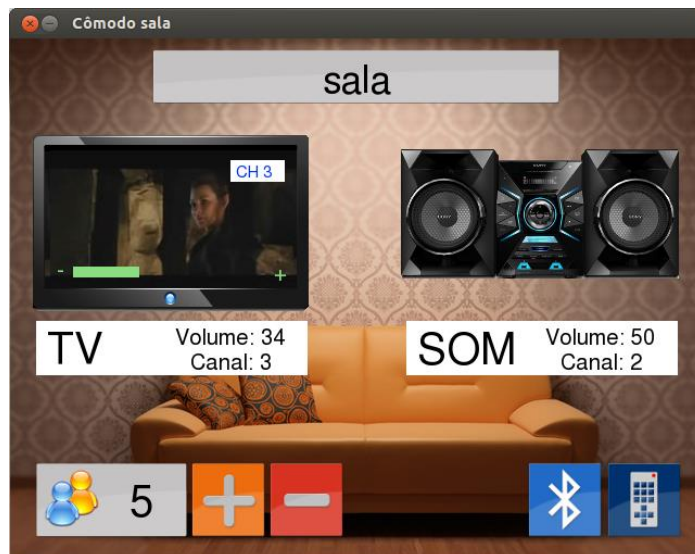 Cômodo sala
sala
CH 3
- +
TV
Volume: 34
Canal: 3
SOM
Volume: 50
Canal: 2
5